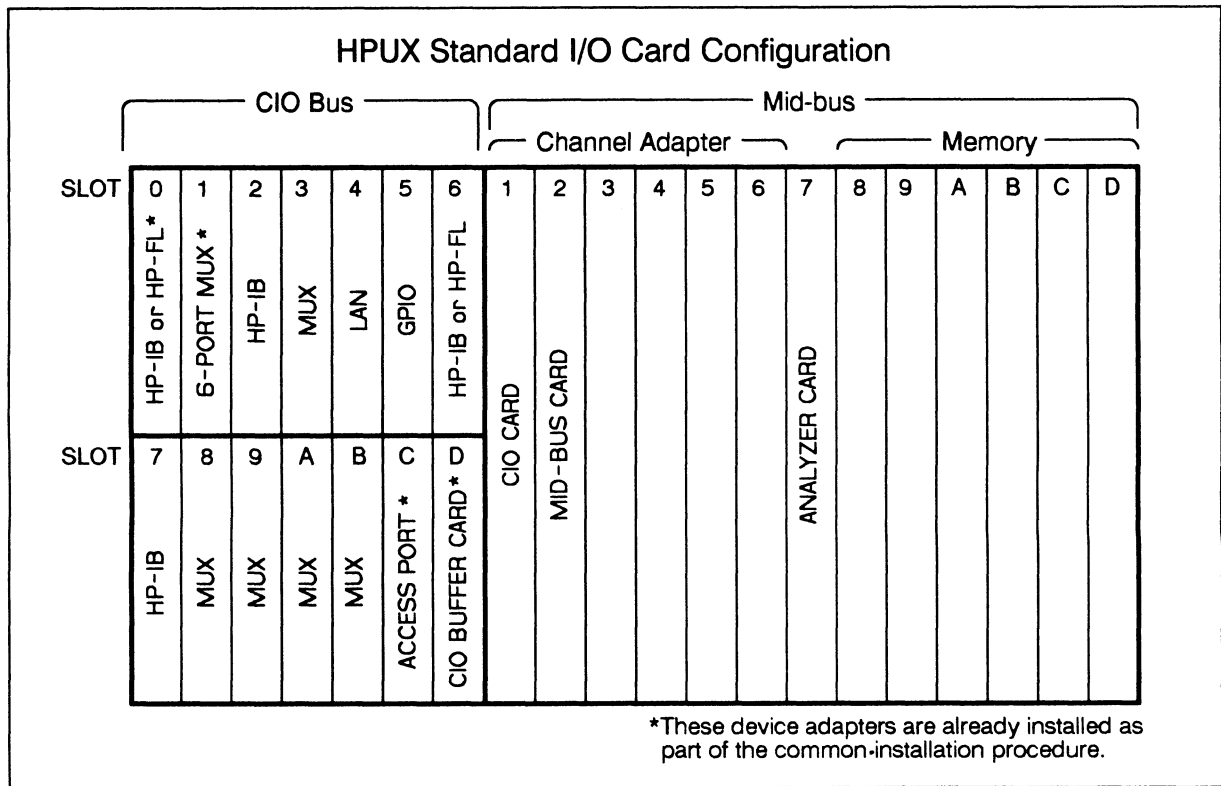 HPUX Standard I/O Card Configuration
CIO Bus Mid-bus
Channel Adapter Memory
SLOT 0 1 2 3 4 5 6 1 2 3 4 5 6 7 8 9 A B C D
HP-IB or HP-FL*
6-PORT MUX *
HP-IB
MUX
LAN
GPIO
HP-IB or HP-FL
SLOT 7 8 9 A B C D
HP-IB
MUX
MUX
MUX
MUX
ACCESS PORT *
CIO BUFFER CARD*
CIO CARD
MID-BUS CARD
ANALYZER CARD
*These device adapters are already installed as
part of the common-installation procedure.